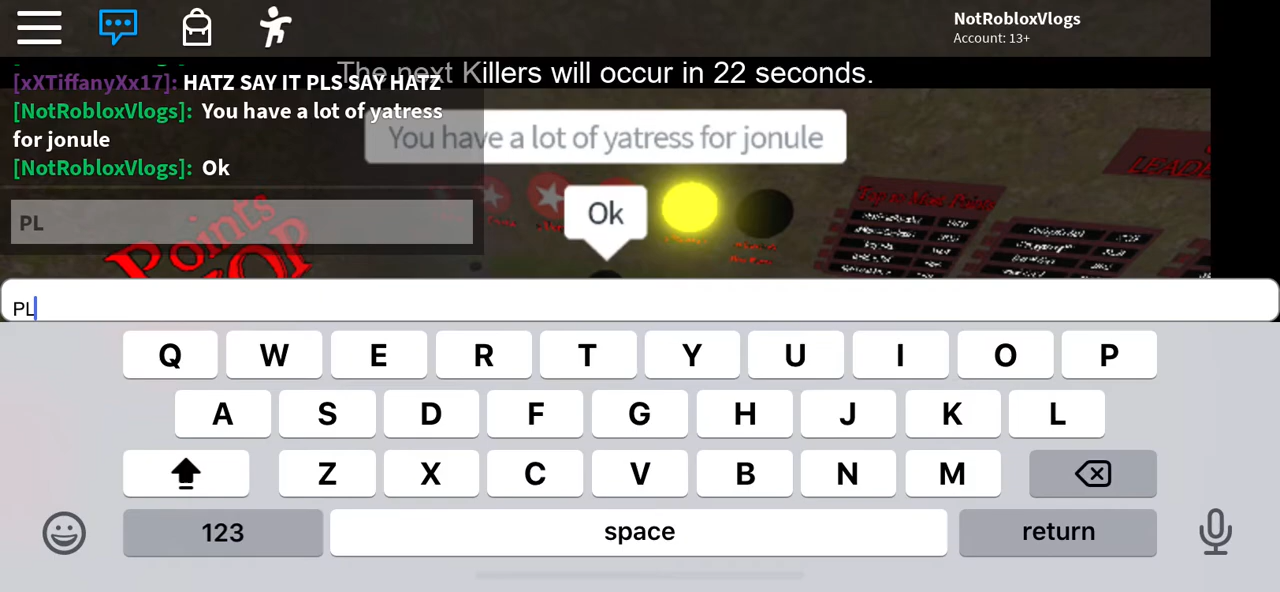 NotRobloxVlogs
Account: 13+
The next Killers will occur in 22 seconds.
[xXTiffanyXx17]: HATZ SAY IT PLS SAY HATZ
[NotRobloxVlogs]: You have a lot of yatress
for jonule
[NotRobloxVlogs]: Ok
You have a lot of yatress for jonule
Ok
PL
Points
PL
Q W E R T Y U I O P
A S D F G H J K L
Z X C V B N M
123 space return